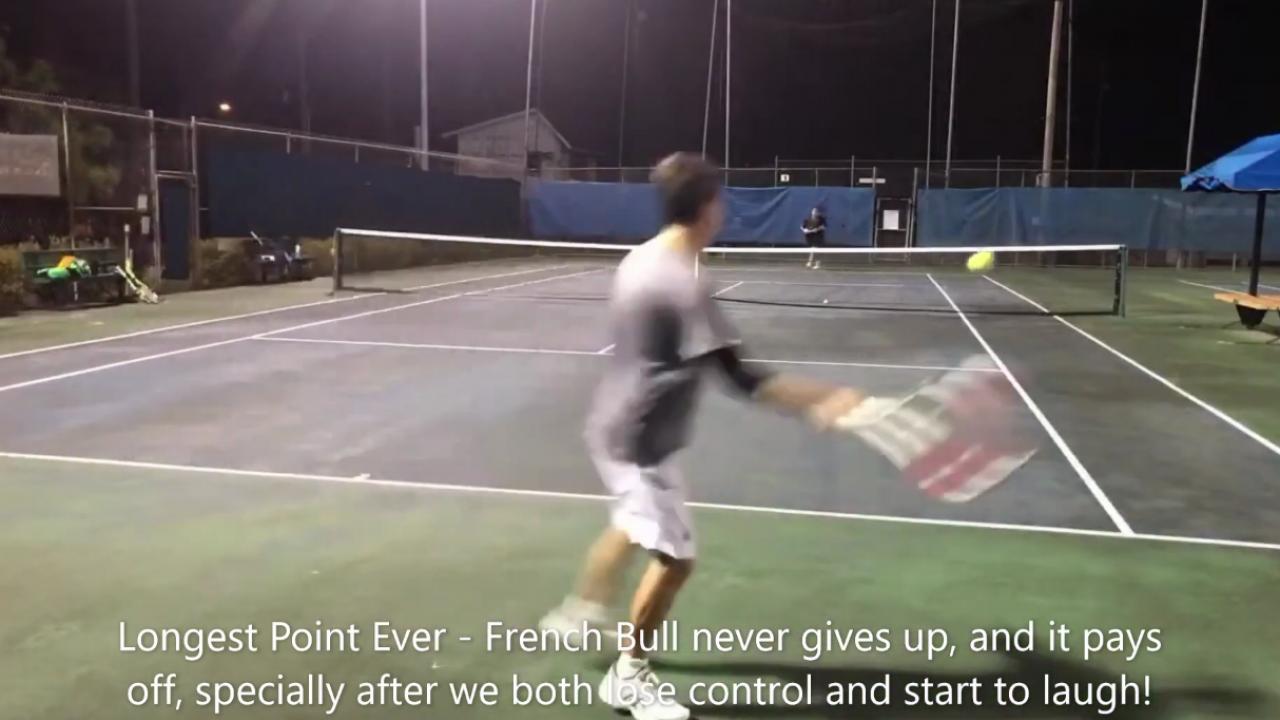 Longest Point Ever - French Bull never gives up, and it pays
off, specially after we both lose control and start to laugh!